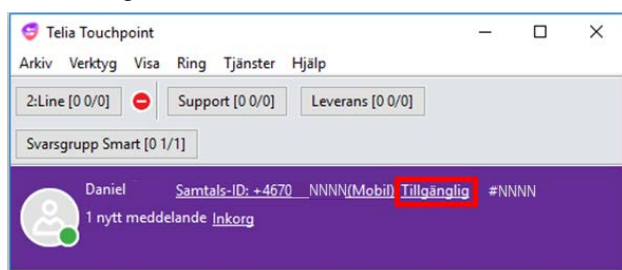 Telia Touchpoint
Arkiv Verktyg Visa Ring Tjänster Hjälp
2:Line [0 0/0] Support [0 0/0] Leverans [0 0/0]
Svarsgrupp Smart [0 1/1]
Daniel Samtals-ID: +4670 NNNN(Mobil) Tillgänglig #NNNN
1 nytt meddelande Inkorg